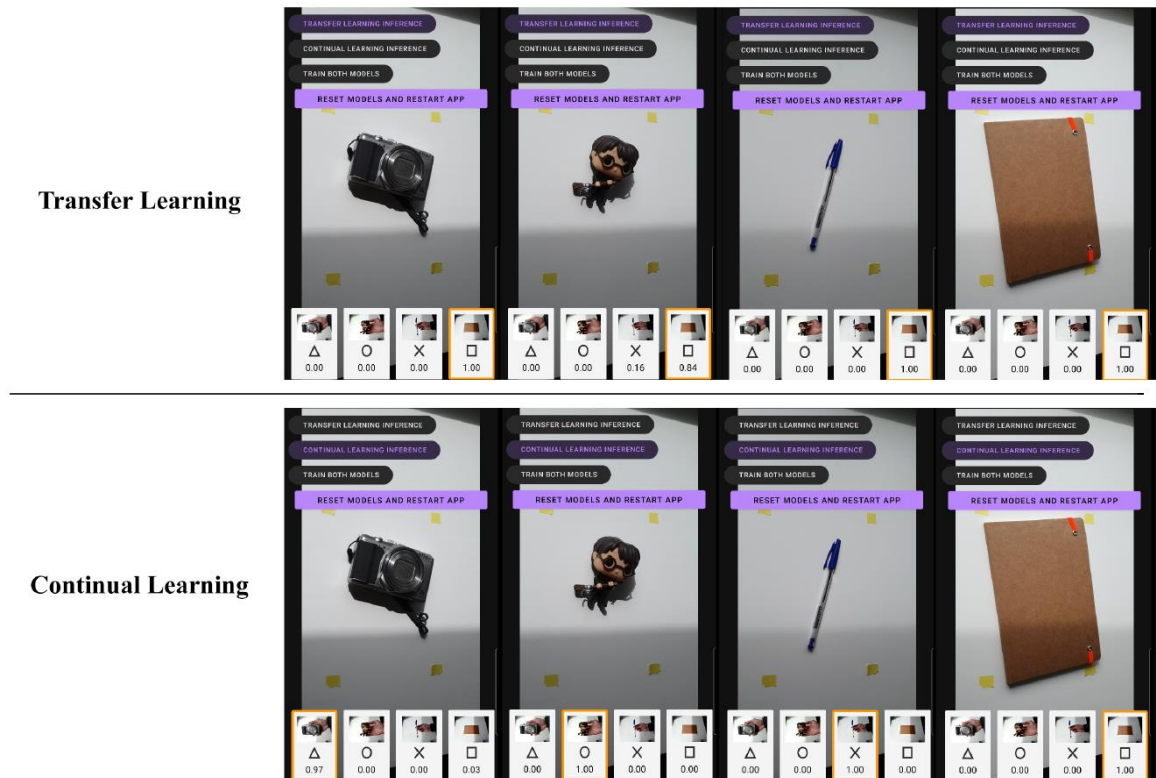 Transfer Learning
TRANSFER LEARNING INFERENCE
CONTINUAL LEARNING INFERENCE
TRAIN BOTH MODELS
RESET MODELS AND RESTART APP
0.00 0.00 0.00 1.00
TRANSFER LEARNING INFERENCE
CONTINUAL LEARNING INFERENCE
TRAIN BOTH MODELS
RESET MODELS AND RESTART APP
0.00 0.00 0.16 0.84
TRANSFER LEARNING INFERENCE
CONTINUAL LEARNING INFERENCE
TRAIN BOTH MODELS
RESET MODELS AND RESTART APP
0.00 0.00 0.00 1.00
TRANSFER LEARNING INFERENCE
CONTINUAL LEARNING INFERENCE
TRAIN BOTH MODELS
RESET MODELS AND RESTART APP
0.00 0.00 0.00 1.00
Continual Learning
TRANSFER LEARNING INFERENCE
CONTINUAL LEARNING INFERENCE
TRAIN BOTH MODELS
RESET MODELS AND RESTART APP
0.97 0.00 0.00 0.03
TRANSFER LEARNING INFERENCE
CONTINUAL LEARNING INFERENCE
TRAIN BOTH MODELS
RESET MODELS AND RESTART APP
0.00 1.00 0.00 0.00
TRANSFER LEARNING INFERENCE
CONTINUAL LEARNING INFERENCE
TRAIN BOTH MODELS
RESET MODELS AND RESTART APP
0.00 0.00 1.00 0.00
TRANSFER LEARNING INFERENCE
CONTINUAL LEARNING INFERENCE
TRAIN BOTH MODELS
RESET MODELS AND RESTART APP
0.00 0.00 0.00 1.00